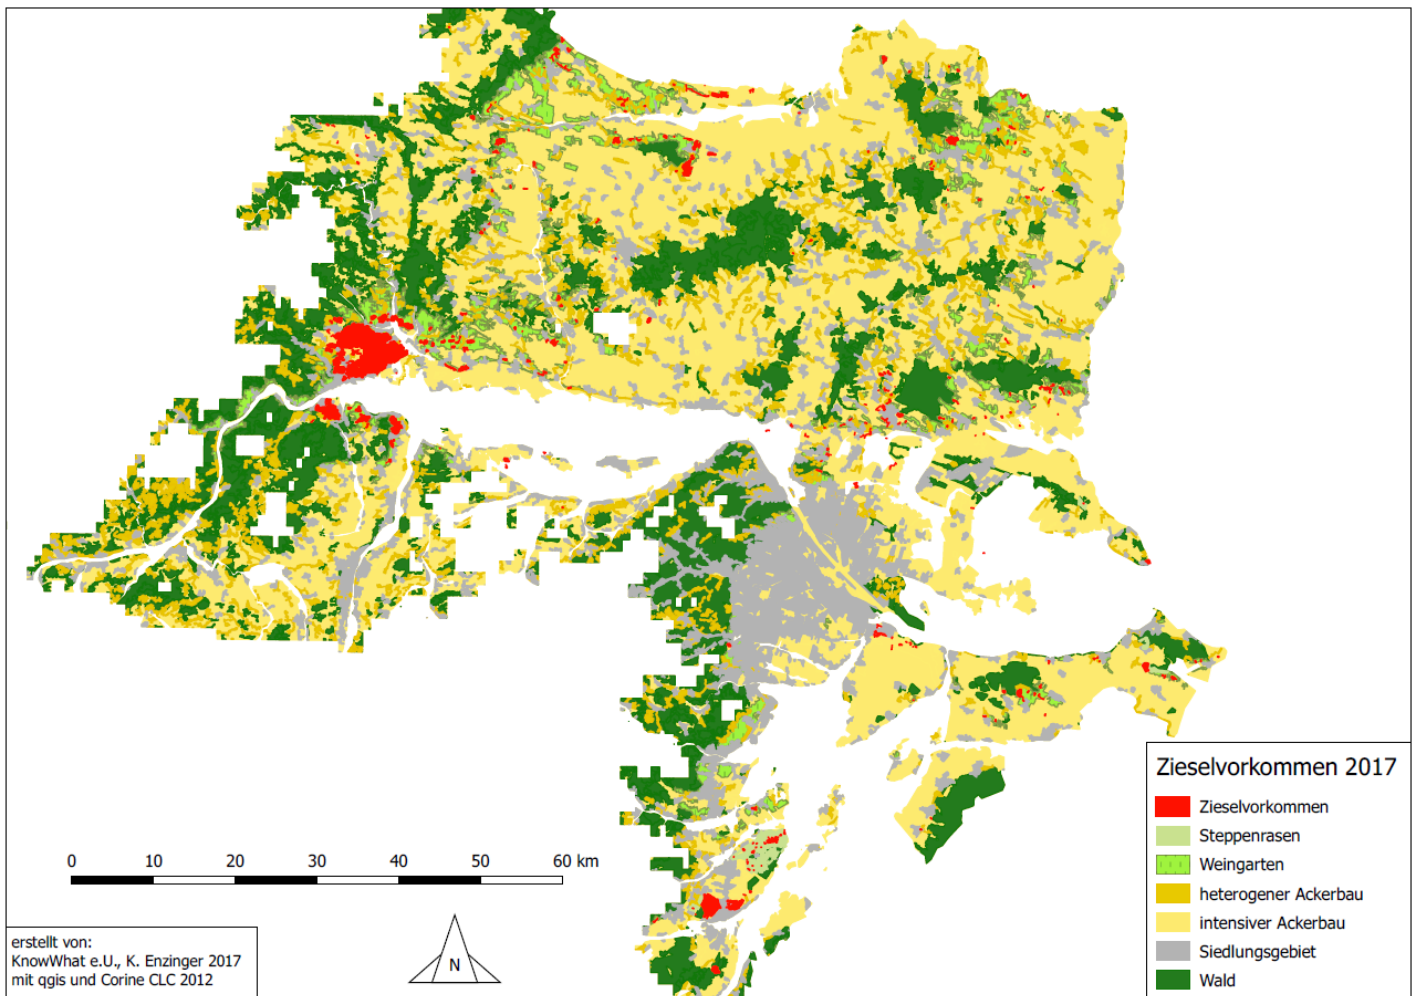 0 10 20 30 40 50 60 km
erstellt von:
KnowWhat e.U., K. Enzinger 2017
mit qgis und Corine CLC 2012
N
Zieselvorkommen 2017
Zieselvorkommen
Steppenrasen
Weingarten
heterogener Ackerbau
intensiver Ackerbau
Siedlungsgebiet
Wald